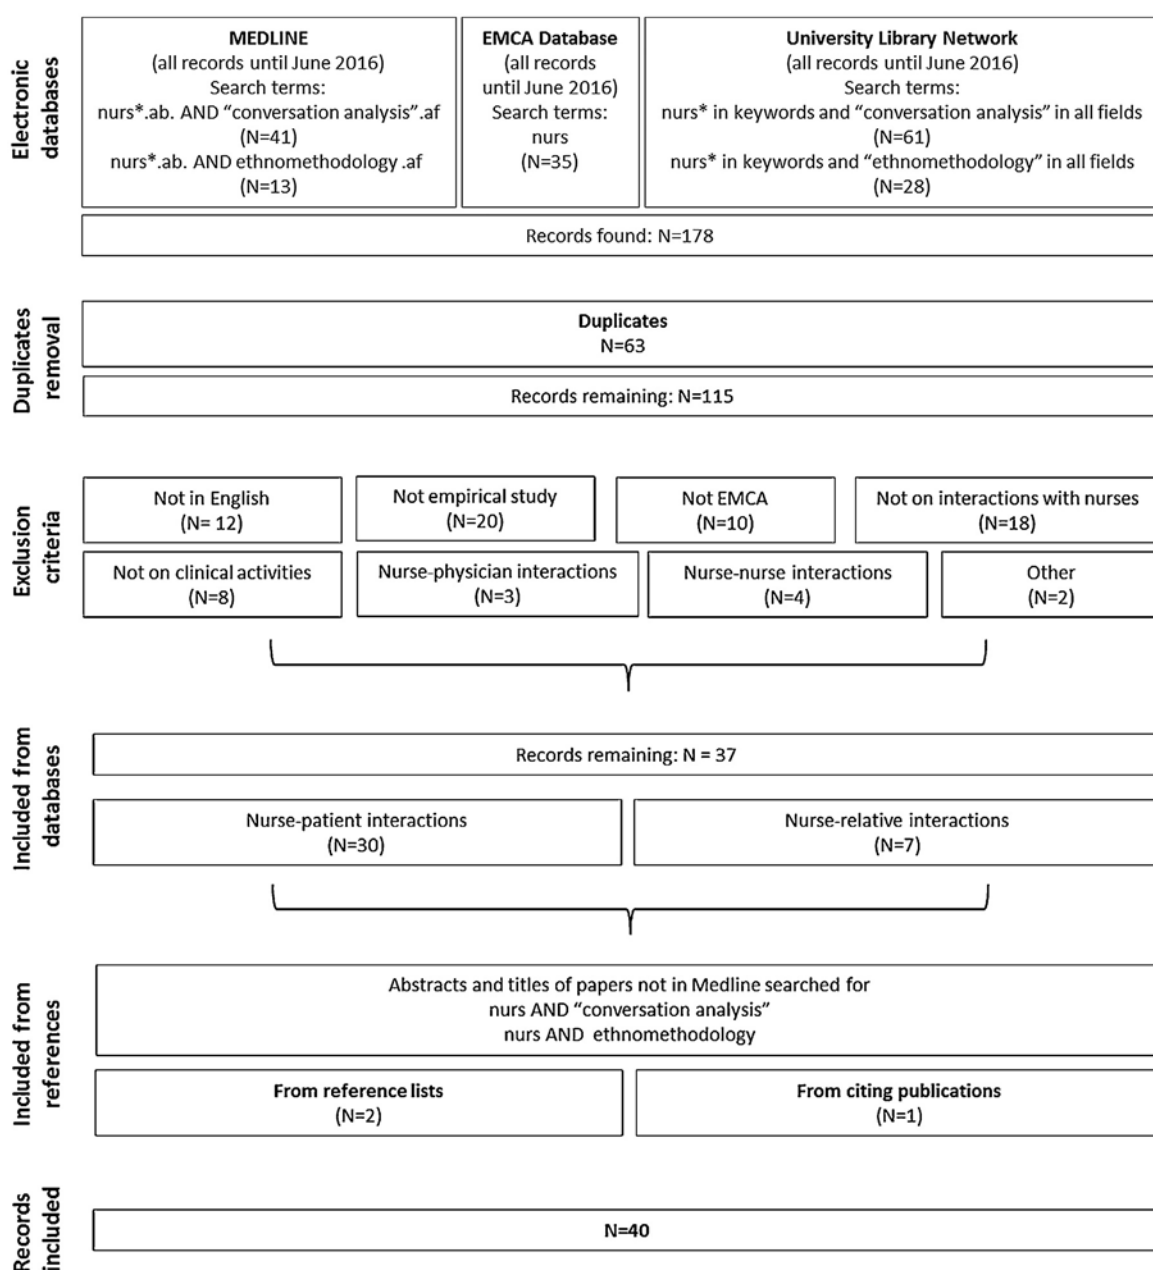 Electronic
databases
MEDLINE
(all records until June 2016)
Search terms:
nurs*.ab. AND “conversation analysis”.af
(N=41)
nurs*.ab. AND ethnomethodology .af
(N=13)
EMCA Database
(all records
until June 2016)
Search terms:
nurs
(N=35)
University Library Network
(all records until June 2016)
Search terms:
nurs* in keywords and “conversation analysis” in all fields
(N=61)
nurs* in keywords and “ethnomethodology” in all fields
(N=28)
Records found: N=178
Duplicates
removal
Duplicates
N=63
Records remaining: N=115
Exclusion
criteria
Not in English
(N= 12)
Not empirical study
(N=20)
Not EMCA
(N=10)
Not on interactions with nurses
(N=18)
Not on clinical activities
(N=8)
Nurse-physician interactions
(N=3)
Nurse-nurse interactions
(N=4)
Other
(N=2)
Included from
databases
Records remaining: N = 37
Nurse-patient interactions
(N=30)
Nurse-relative interactions
(N=7)
Included from
references
Abstracts and titles of papers not in Medline searched for
nurs AND “conversation analysis”
nurs AND ethnomethodology
From reference lists
(N=2)
From citing publications
(N=1)
Records
included
N=40